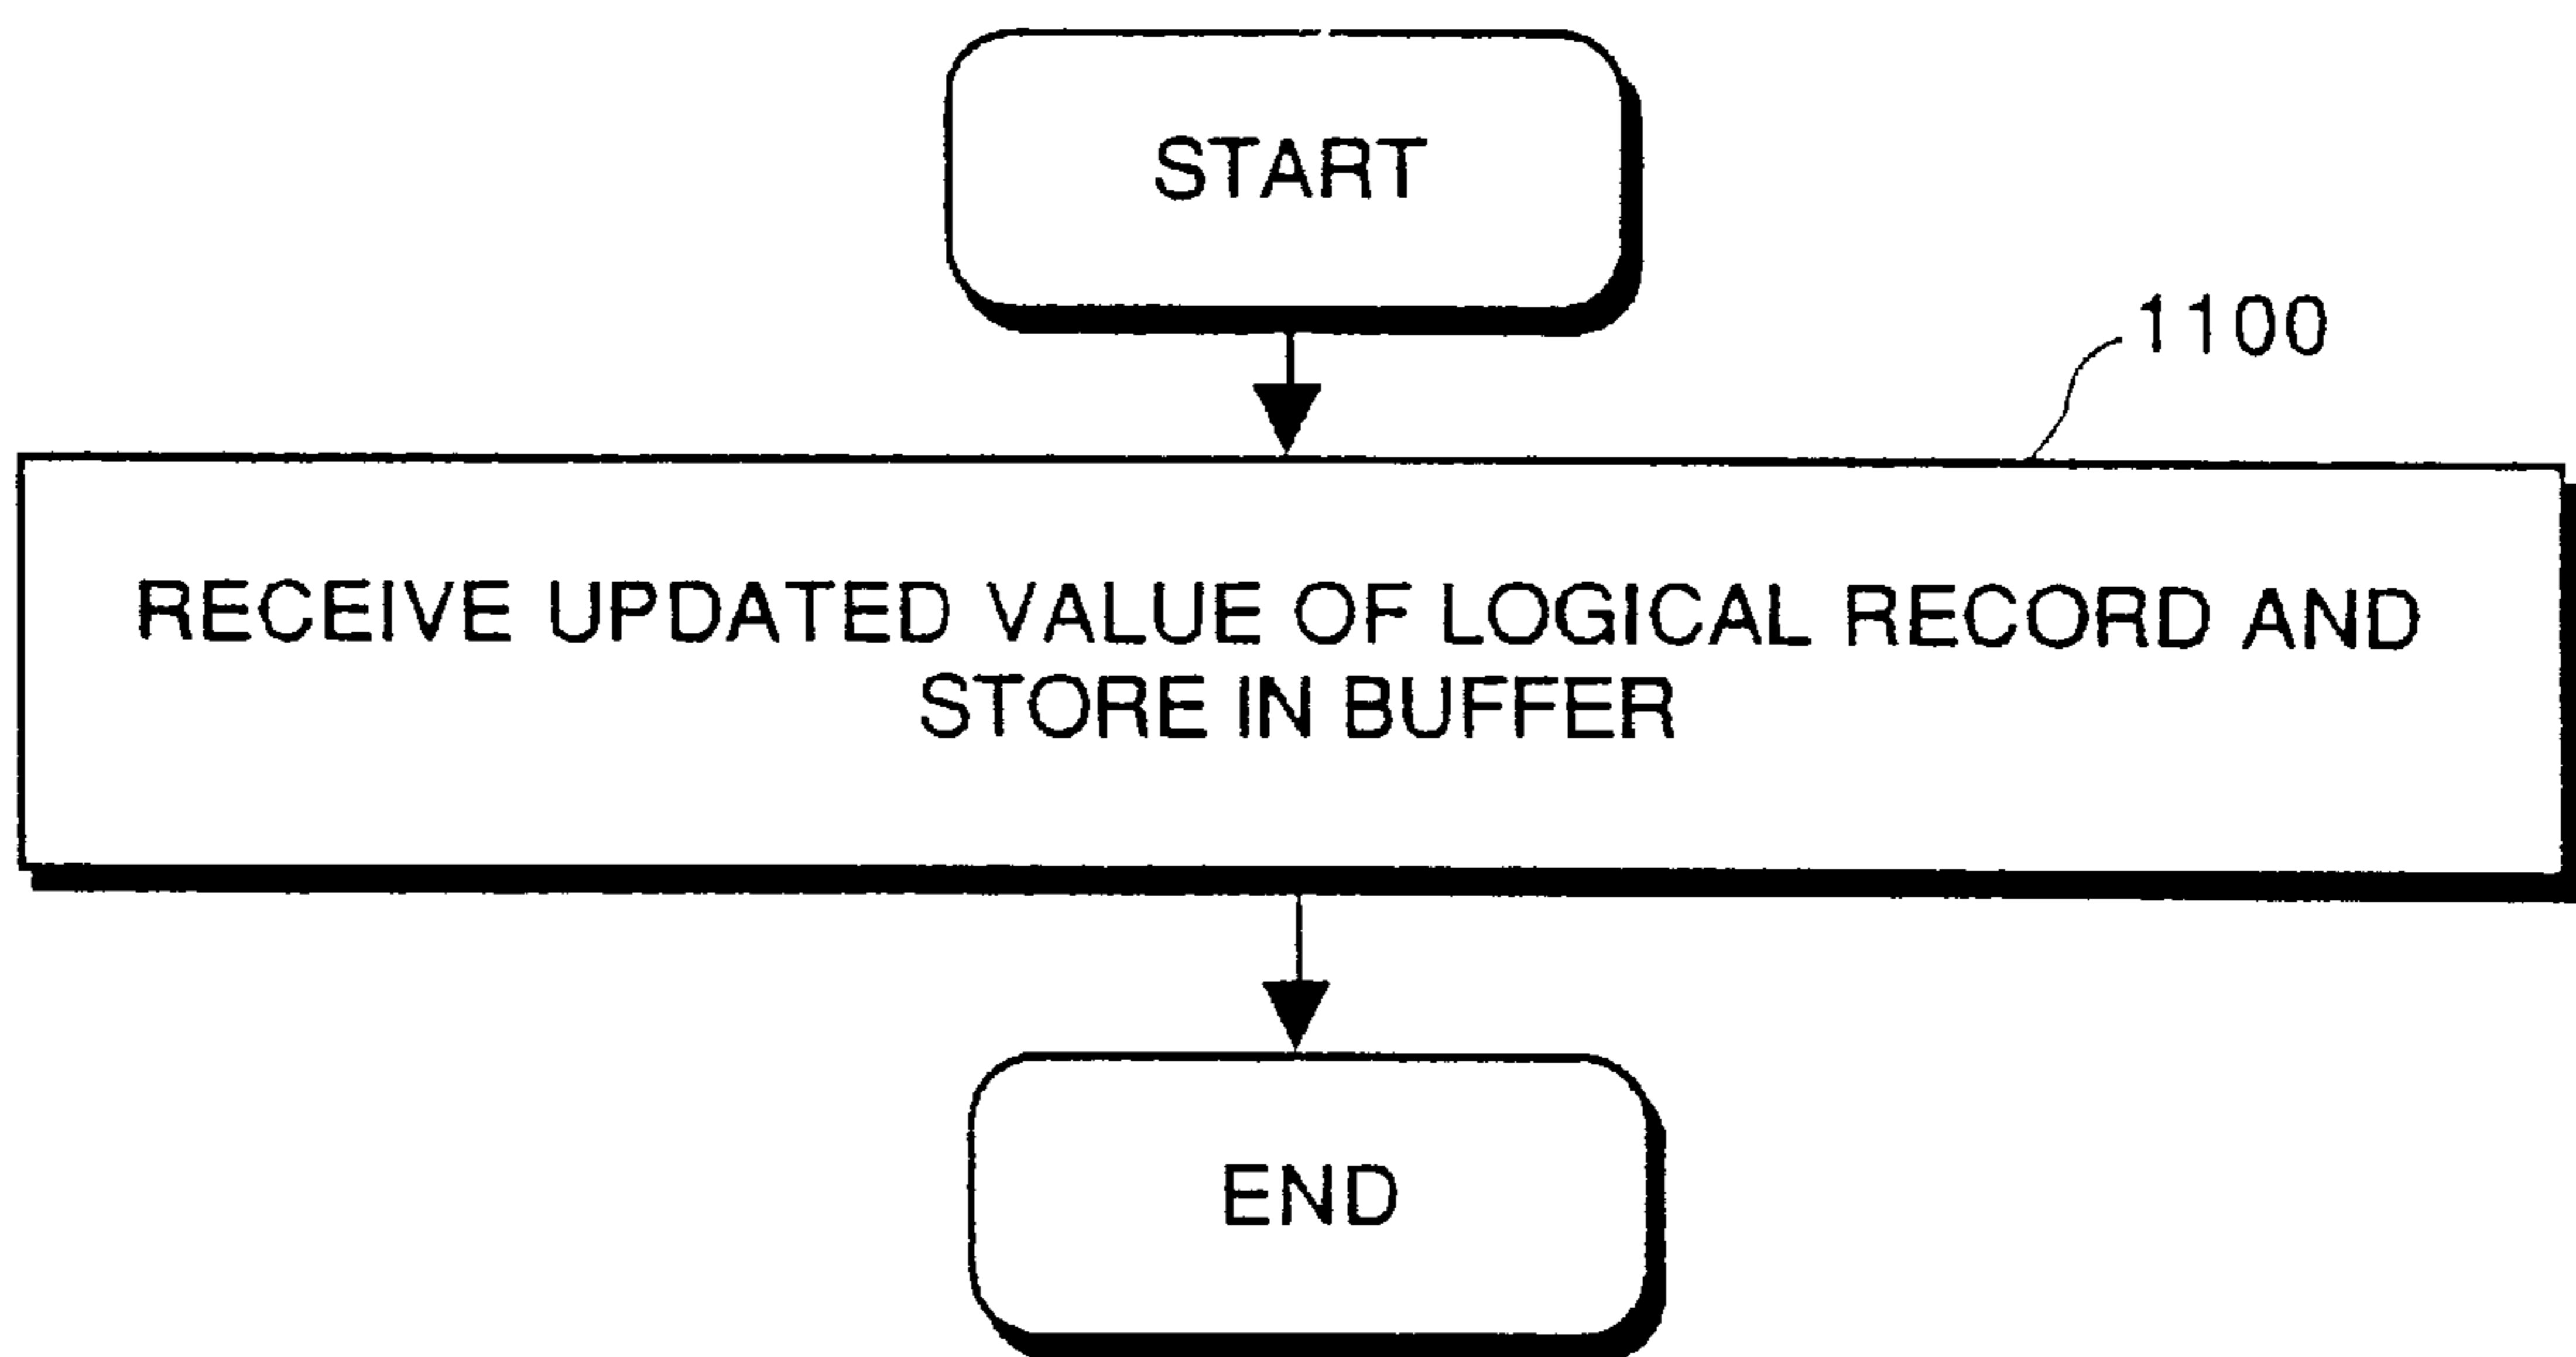 START
1100
RECEIVE UPDATED VALUE OF LOGICAL RECORD AND
STORE IN BUFFER
END